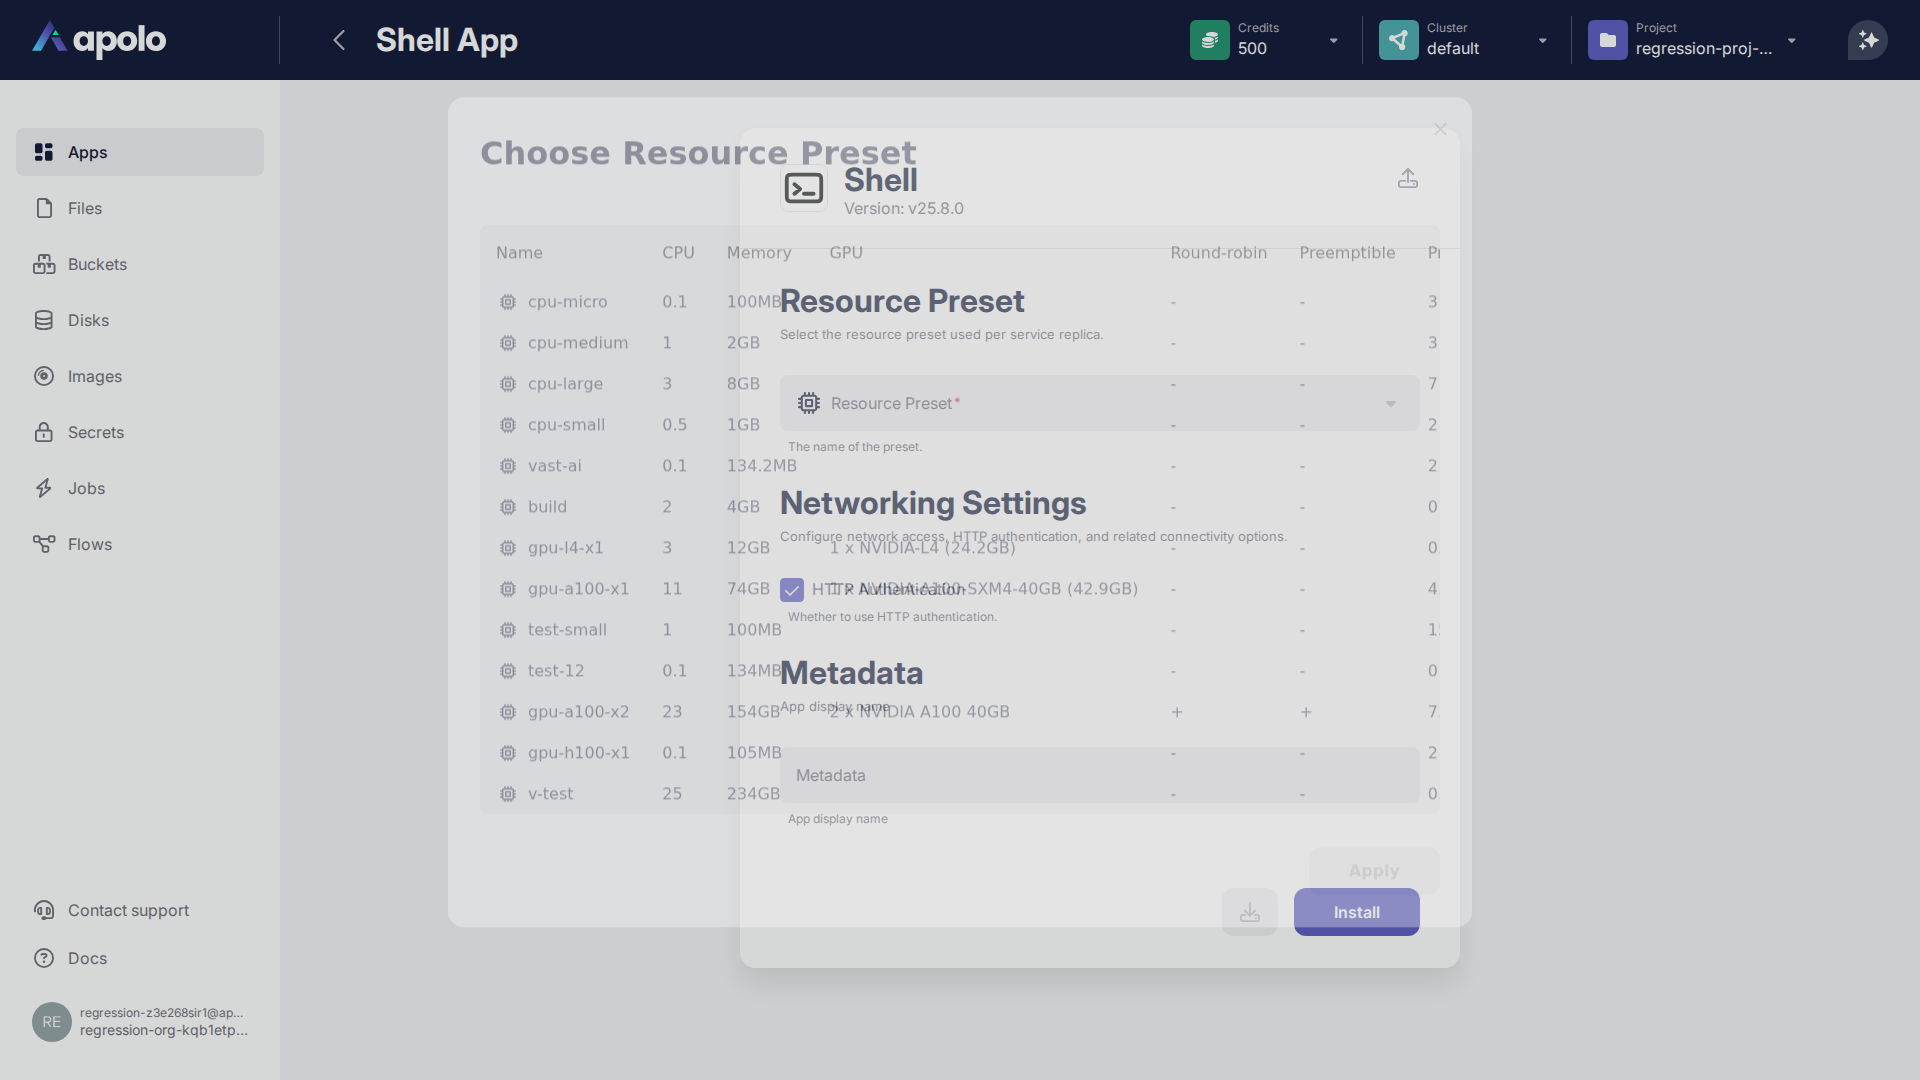 apolo
Shell App
Credits
500
Cluster
default
Project
regression-proj-...
Apps
Files
Buckets
Disks
Images
Secrets
Jobs
Flows
Contact support
Docs
RE
regression-z3e268sir1@ap...
regression-org-kqb1etp...
Choose Resource Preset
Name CPU Memory GPU Round-robin Preemptible
cpu-micro 0.1 100MB - - 3
cpu-medium 1 2GB - - 3
cpu-large 3 8GB - - 7
cpu-small 0.5 1GB - - 2
vast-ai 0.1 134.2MB - - 2
build 2 4GB - - 0
gpu-l4-x1 3 12GB 1 x NVIDIA-L4 (24.2GB) - - 0.
gpu-a100-x1 11 74GB 1 x NVIDIA-A100-SXM4-40GB (42.9GB) - - 4.
test-small 1 100MB - - 1
test-12 0.1 134MB - - 0
gpu-a100-x2 23 154GB 2 x NVIDIA A100 40GB + + 7.
gpu-h100-x1 0.1 105MB - - 2
v-test 25 234GB - - 0
Apply
Shell
Version: v25.8.0
Resource Preset
Select the resource preset used per service replica.
Resource Preset*
The name of the preset.
Networking Settings
Configure network access, HTTP authentication, and related connectivity options.
HTTP Authentication
Whether to use HTTP authentication.
Metadata
App display name
Metadata
App display name
Install